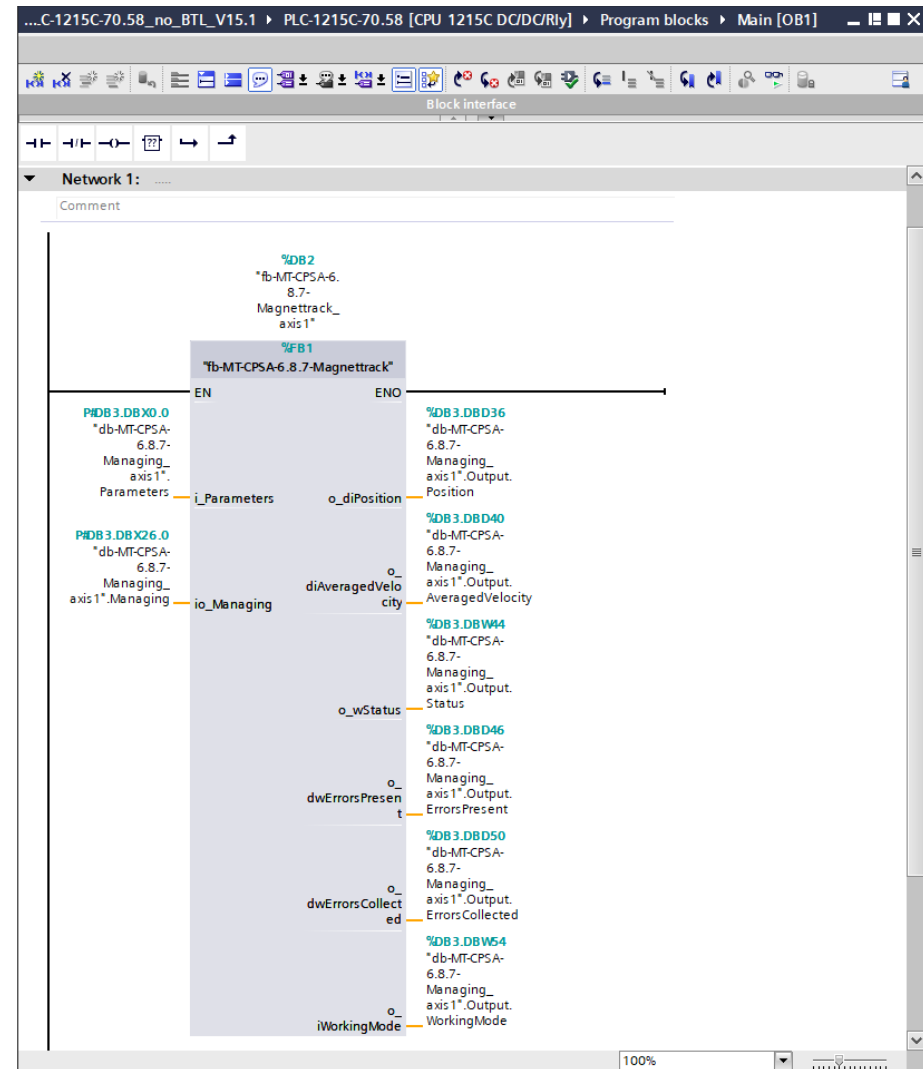 ....C-1215C-70.58_no_BTL_V15.1 ▸ PLC-1215C-70.58 [CPU 1215C DC/DC/Rly] ▸ Program blocks ▸ Main [OB1]
Block interface
??
Network 1: .....
Comment
%DB2
"fb-MT-CPSA-6.
8.7-
Magnettrack_
axis1"
%FB1
"fb-MT-CPSA-6.8.7-Magnettrack"
EN
ENO
P#DB3.DBX0.0
"db-MT-CPSA-
6.8.7-
Managing_
axis1".
Parameters
i_Parameters
o_diPosition
%DB3.DBD36
"db-MT-CPSA-
6.8.7-
Managing_
axis1".Output.
Position
P#DB3.DBX26.0
"db-MT-CPSA-
6.8.7-
Managing_
axis1".Managing
io_Managing
o_
diAveragedVelo
city
%DB3.DBD40
"db-MT-CPSA-
6.8.7-
Managing_
axis1".Output.
AveragedVelocity
o_wStatus
%DB3.DBW44
"db-MT-CPSA-
6.8.7-
Managing_
axis1".Output.
Status
o_
dwErrorsPresen
t
%DB3.DBD46
"db-MT-CPSA-
6.8.7-
Managing_
axis1".Output.
ErrorsPresent
o_
dwErrorsCollect
ed
%DB3.DBD50
"db-MT-CPSA-
6.8.7-
Managing_
axis1".Output.
ErrorsCollected
o_
iWorkingMode
%DB3.DBW54
"db-MT-CPSA-
6.8.7-
Managing_
axis1".Output.
WorkingMode
100%